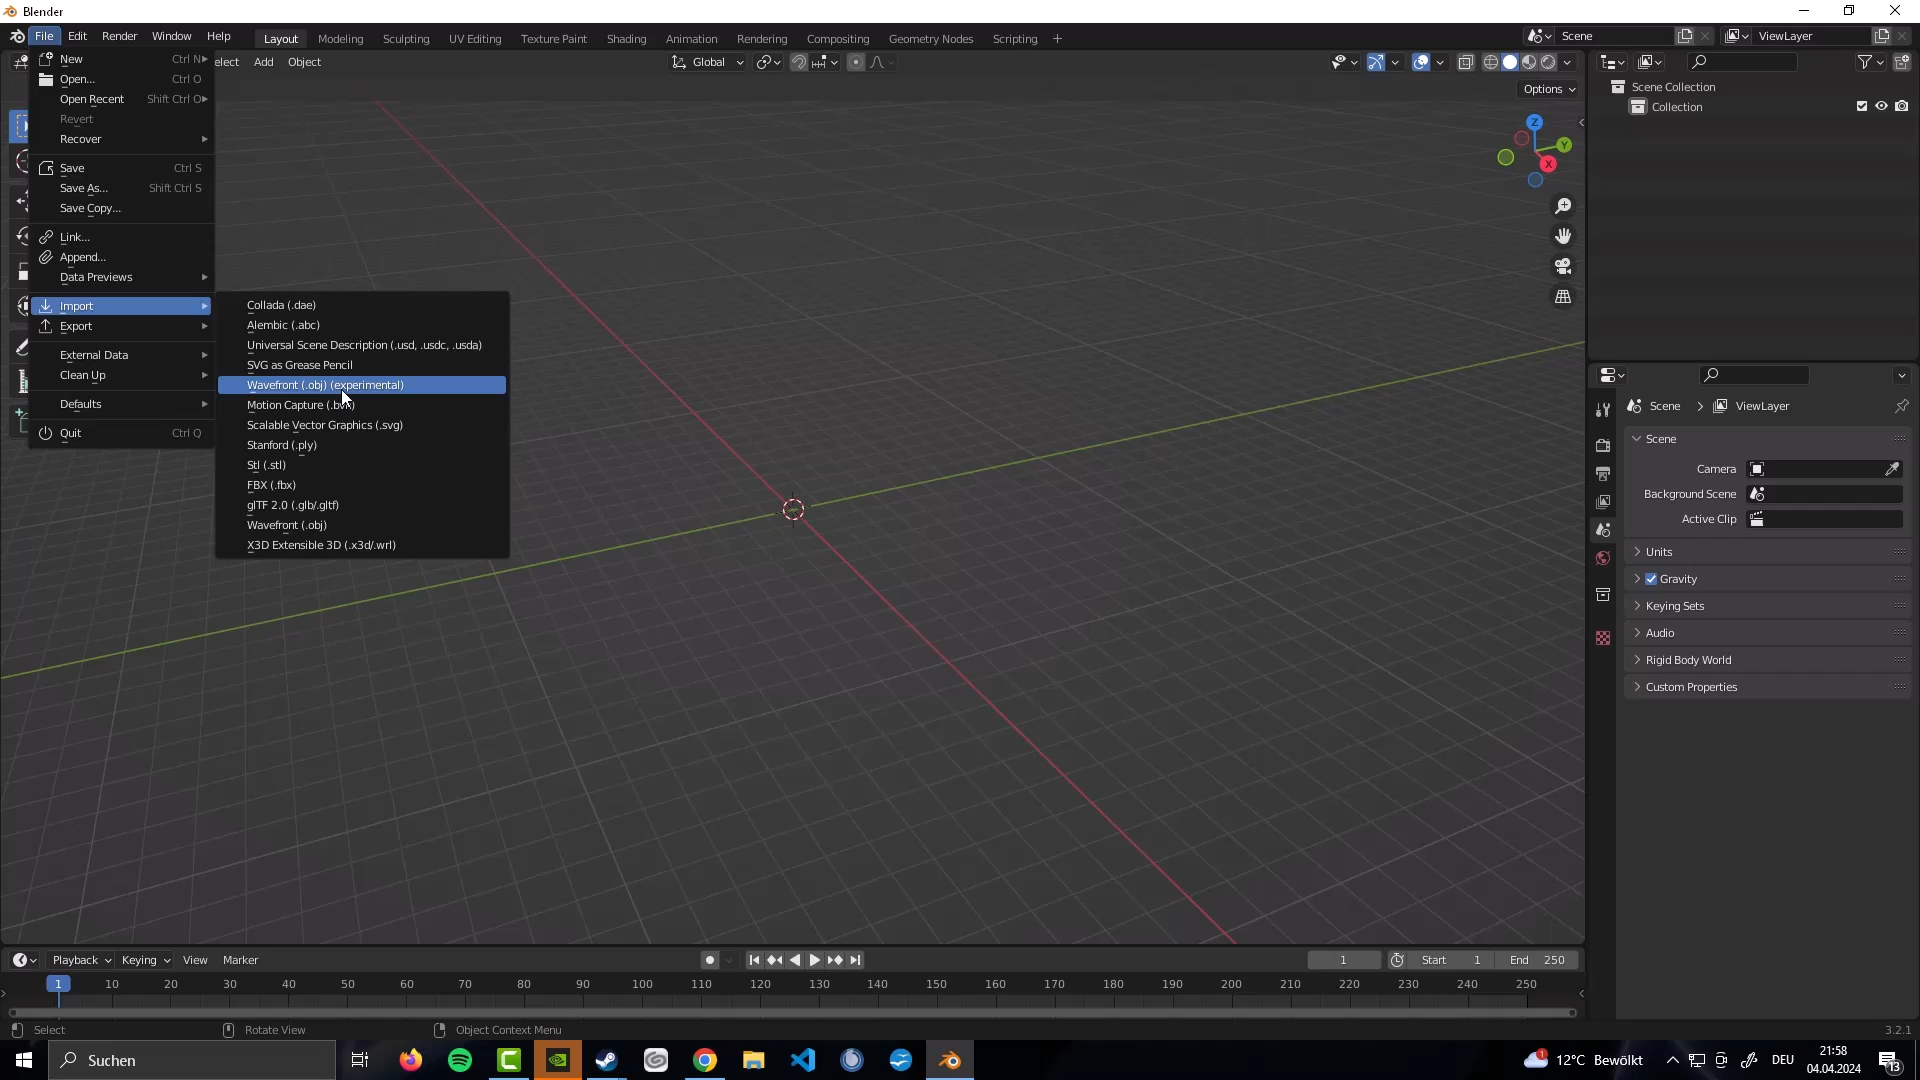 Blender
File Edit Render Window Help
Layout Modeling Sculpting UV Editing Texture Paint Shading Animation Rendering Compositing Geometry Nodes Scripting +
Scene
ViewLayer
elect Add Object
Global
Options
New Ctrl N
Open... Ctrl O
Open Recent Shift Ctrl O
Revert
Recover
Save Ctrl S
Save As... Shift Ctrl S
Save Copy...
Link...
Append...
Data Previews
Import
Export
External Data
Clean Up
Defaults
Quit Ctrl Q
Collada (.dae)
Alembic (.abc)
Universal Scene Description (.usd, .usdc, .usda)
SVG as Grease Pencil
Wavefront (.obj) (experimental)
Motion Capture (.bvh)
Scalable Vector Graphics (.svg)
Stanford (.ply)
Stl (.stl)
FBX (.fbx)
glTF 2.0 (.glb/.gltf)
Wavefront (.obj)
X3D Extensible 3D (.x3d/.wrl)
Z
Y
X
Scene Collection
Collection
Scene > ViewLayer
Scene
Camera
Background Scene
Active Clip
Units
Gravity
Keying Sets
Audio
Rigid Body World
Custom Properties
Playback Keying View Marker
1 Start 1 End 250
1 10 20 30 40 50 60 70 80 90 100 110 120 130 140 150 160 170 180 190 200 210 220 230 240 250
Select Rotate View Object Context Menu
3.2.1
Suchen
1 12°C Bewölkt DEU
21:58
04.04.2024
13